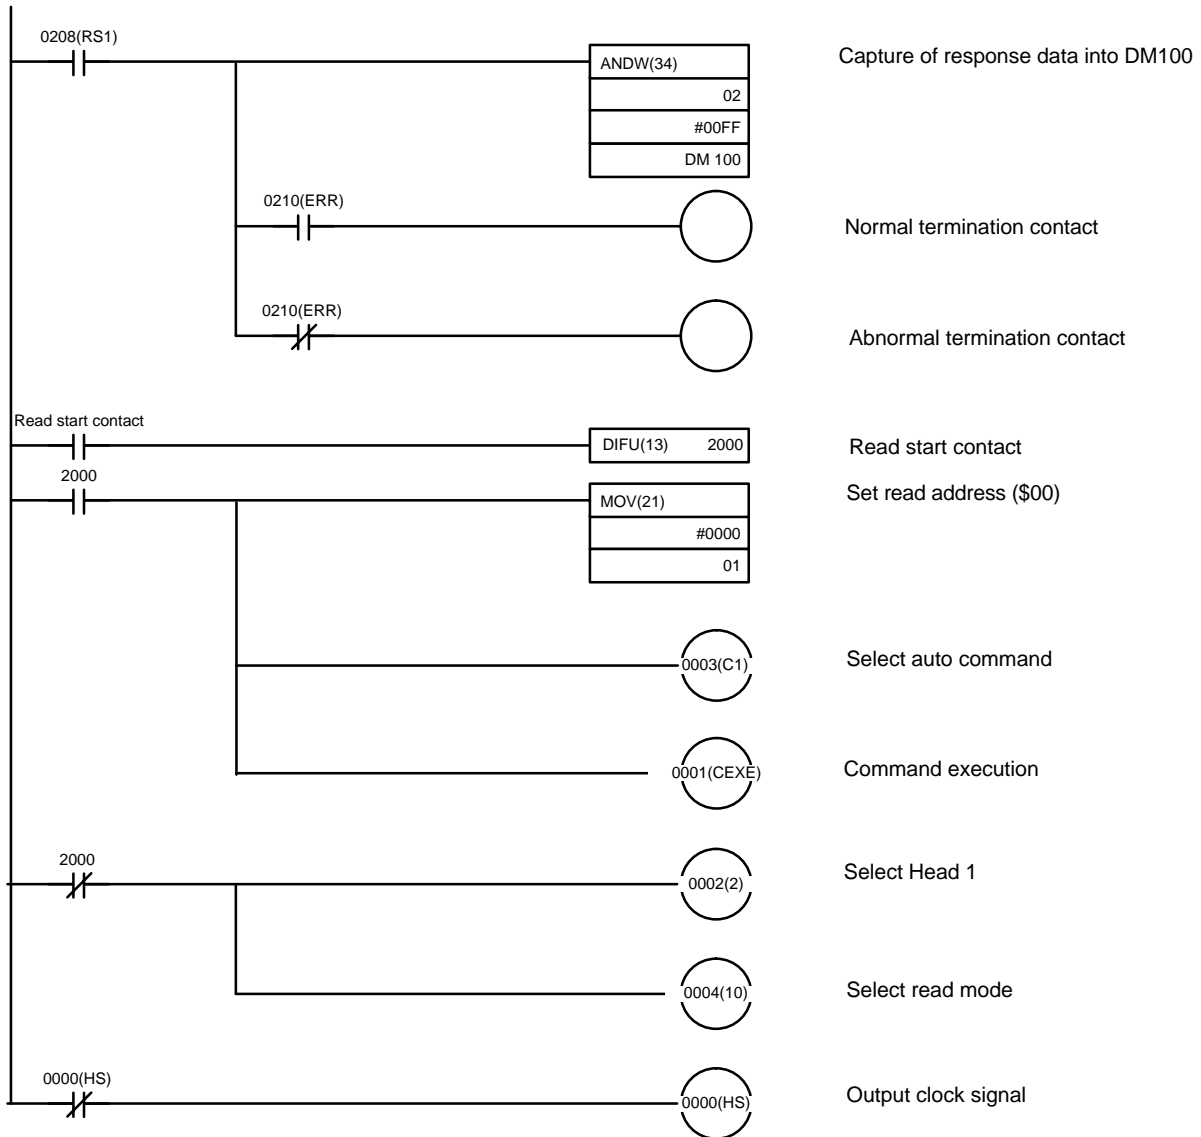 0208(RS1)
ANDW(34)
Capture of response data into DM100
02
#00FF
DM 100
0210(ERR)
Normal termination contact
0210(ERR)
Abnormal termination contact
Read start contact
DIFU(13) 2000
Read start contact
2000
MOV(21)
Set read address ($00)
#0000
01
0003(C1)
Select auto command
0001(CEXE)
Command execution
2000
0002(2)
Select Head 1
0004(10)
Select read mode
0000(HS)
0000(HS)
Output clock signal